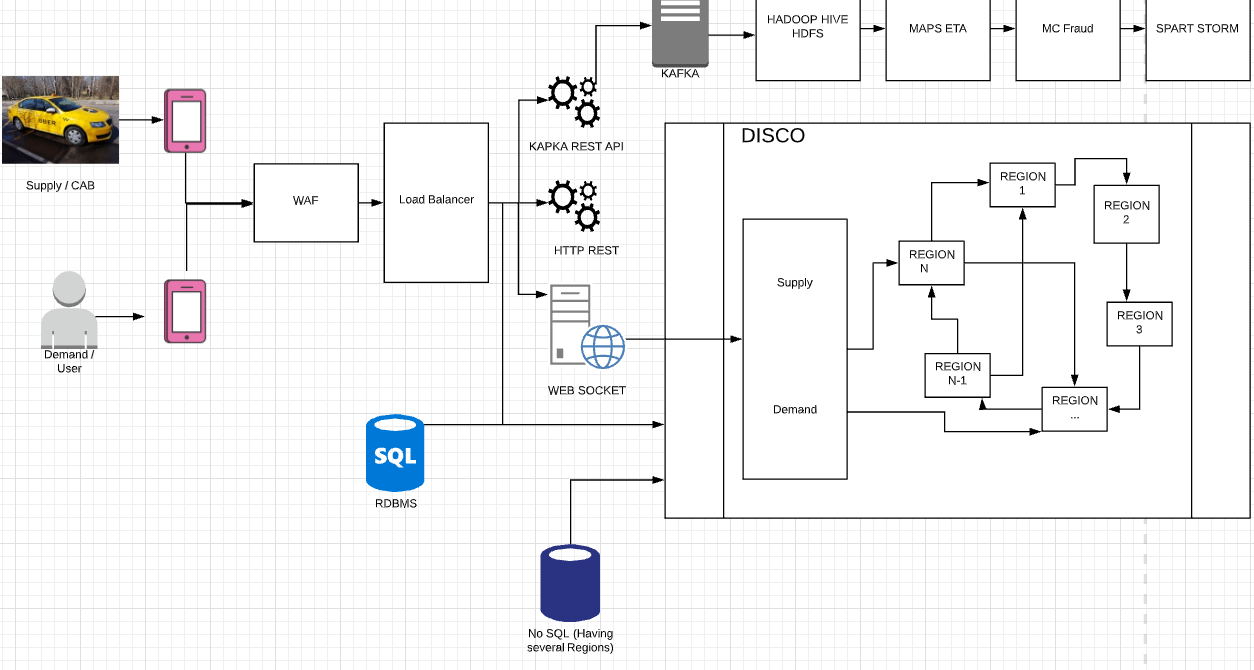 HADOOP HIVE
HDFS
MAPS ETA
MC Fraud
SPART STORM
KAFKA
UBER
Supply / CAB
KAPKA REST API
DISCO
WAF
Load Balancer
HTTP REST
REGION
1
REGION
2
REGION
N
Supply
REGION
3
Demand /
User
WEB SOCKET
REGION
N-1
REGION
...
Demand
SQL
RDBMS
No SQL (Having
several Regions)